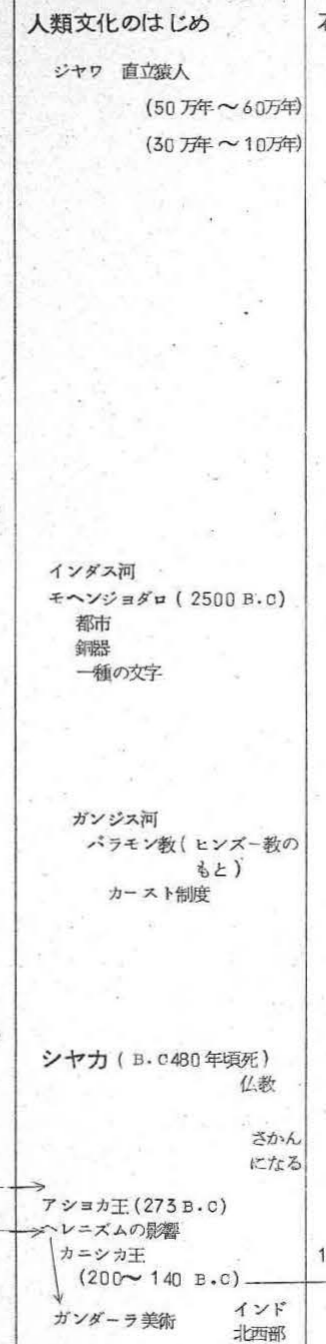 人類文化のはじめ
ジヤワ 直立猿人
(50万年〜60万年)
(30万年〜10万年)
インダス河
モヘンジョダロ(2500 B.C)
都市
銅器
一種の文字
ガンジス河
バラモン教(ヒンズー教の
もと)
カースト制度
シヤカ(B.C480年頃死)
仏教
さかん
になる
アショカ王(273 B.C)
ヘレニズムの影響
カニシカ王
(200〜140 B.C)
ガンダーラ美術
インド
北西部